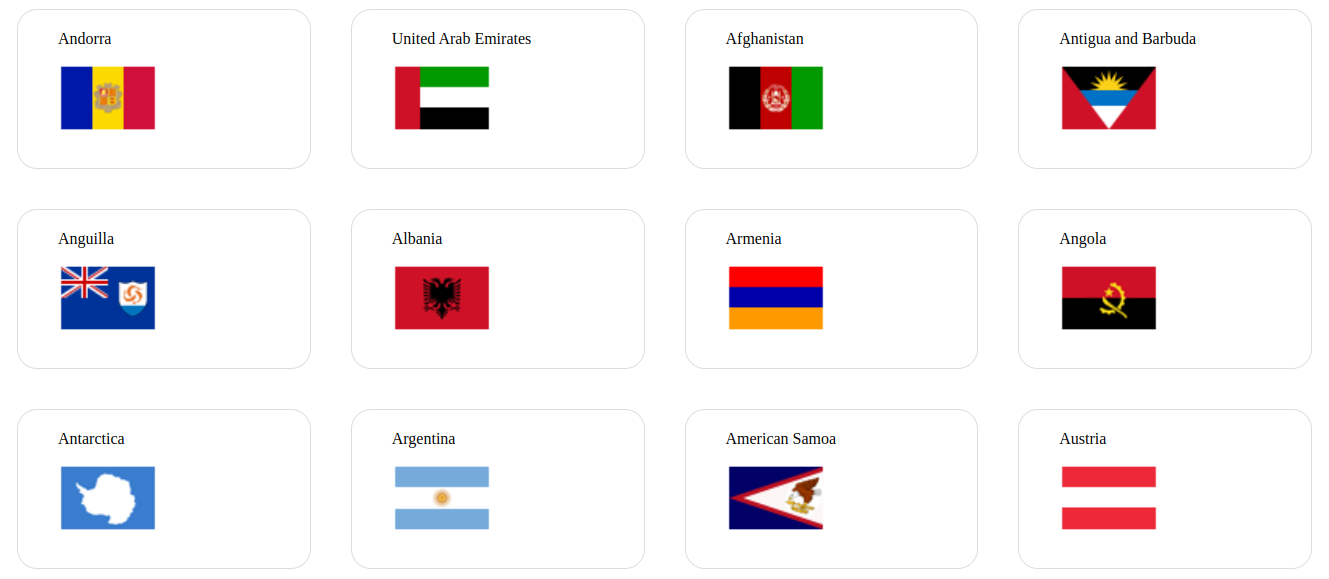 Andorra
United Arab Emirates
Afghanistan
Antigua and Barbuda
Anguilla
Albania
Armenia
Angola
Antarctica
Argentina
American Samoa
Austria